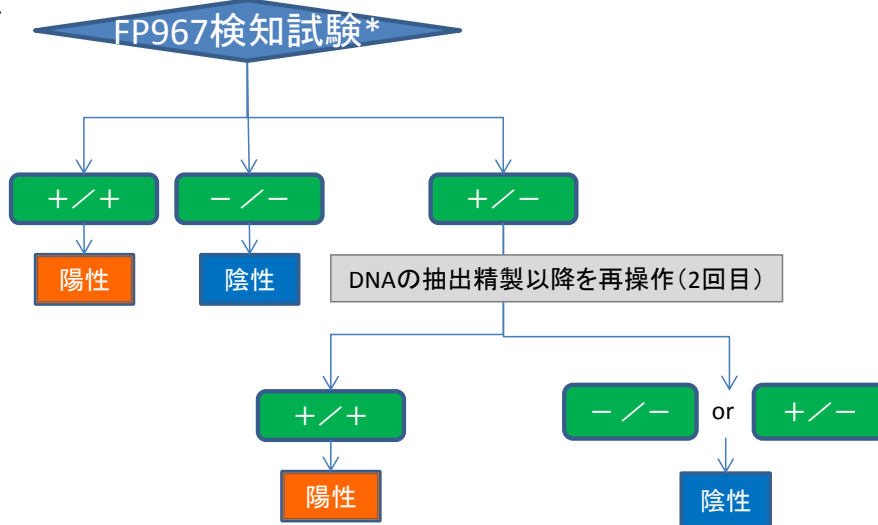 FP967検知試験*
+/+
-/-
+/-
陽性
陰性
DNAの抽出精製以降を再操作(2回目)
+/+
-/- or +/-
陽性
陰性